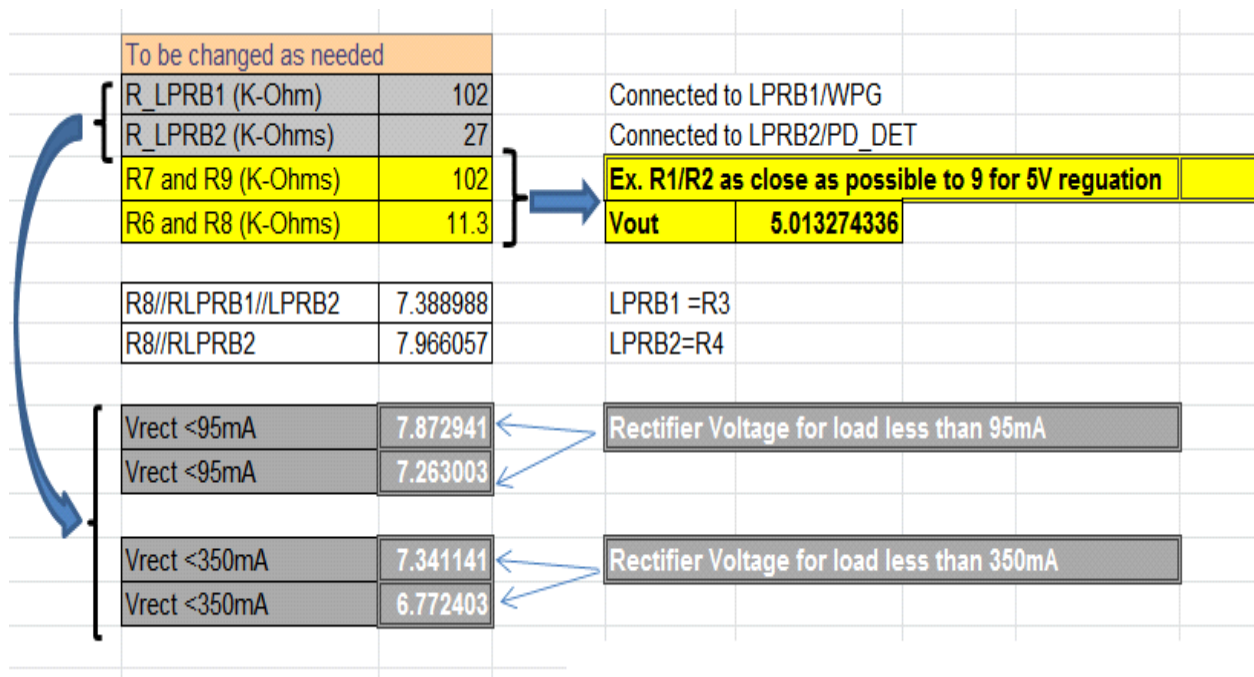 To be changed as needed
R_LPRB1 (K-Ohm) 102 Connected to LPRB1/WPG
R_LPRB2 (K-Ohms) 27 Connected to LPRB2/PD_DET
R7 and R9 (K-Ohms) 102 Ex. R1/R2 as close as possible to 9 for 5V reguation
R6 and R8 (K-Ohms) 11.3 Vout 5.013274336
R8//RLPRB1//LPRB2 7.388988 LPRB1 =R3
R8//RLPRB2 7.966057 LPRB2=R4
Vrect <95mA 7.872941 Rectifier Voltage for load less than 95mA
Vrect <95mA 7.263003
Vrect <350mA 7.341141 Rectifier Voltage for load less than 350mA
Vrect <350mA 6.772403